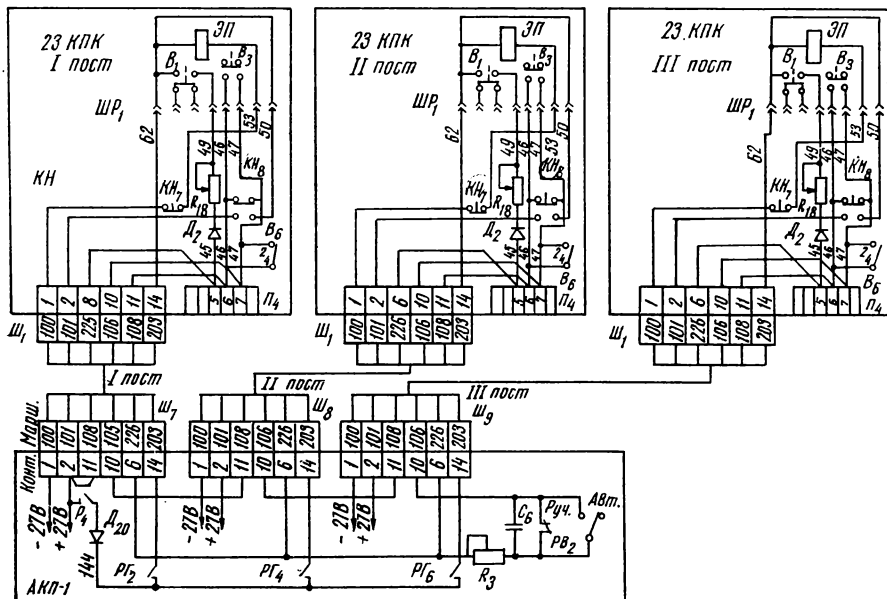 23 КПК
I пост
ЭП
В1
В3
ШР1
62
49
46
47
53
50
КН
КН7
КН8
R18
Д2
45
46
47
В6
2
4
1
2
8
10
11
14
5
6
7
П4
Ш1
100
101
225
106
108
203
23 КПК
II пост
ЭП
В1
В3
ШР1
62
49
46
47
53
50
КН7
КН8
R18
Д2
45
46
47
В6
2
4
1
2
6
10
11
14
5
6
7
П4
Ш1
100
101
226
106
108
203
23 КПК
III пост
ЭП
В1
В3
ШР1
62
49
46
47
53
50
КН7
КН8
R18
Д2
45
46
47
2
4
В6
1
2
6
10
11
14
5
6
7
П4
Ш1
100
101
226
106
108
203
I пост
II пост
III пост
Ш7
Ш8
Ш9
Марш.
100
101
108
105
226
203
100
101
108
106
226
203
100
101
108
106
226
203
Конт.
1
2
11
10
6
14
1
2
11
10
6
14
1
2
11
10
6
14
- 27В
+ 27В
Р4
Д20
144
- 27В
+ 27В
- 27В
+ 27В
С6
Руч.
Авт.
РВ2
АКП-1
РГ2
РГ4
РГ6
R3